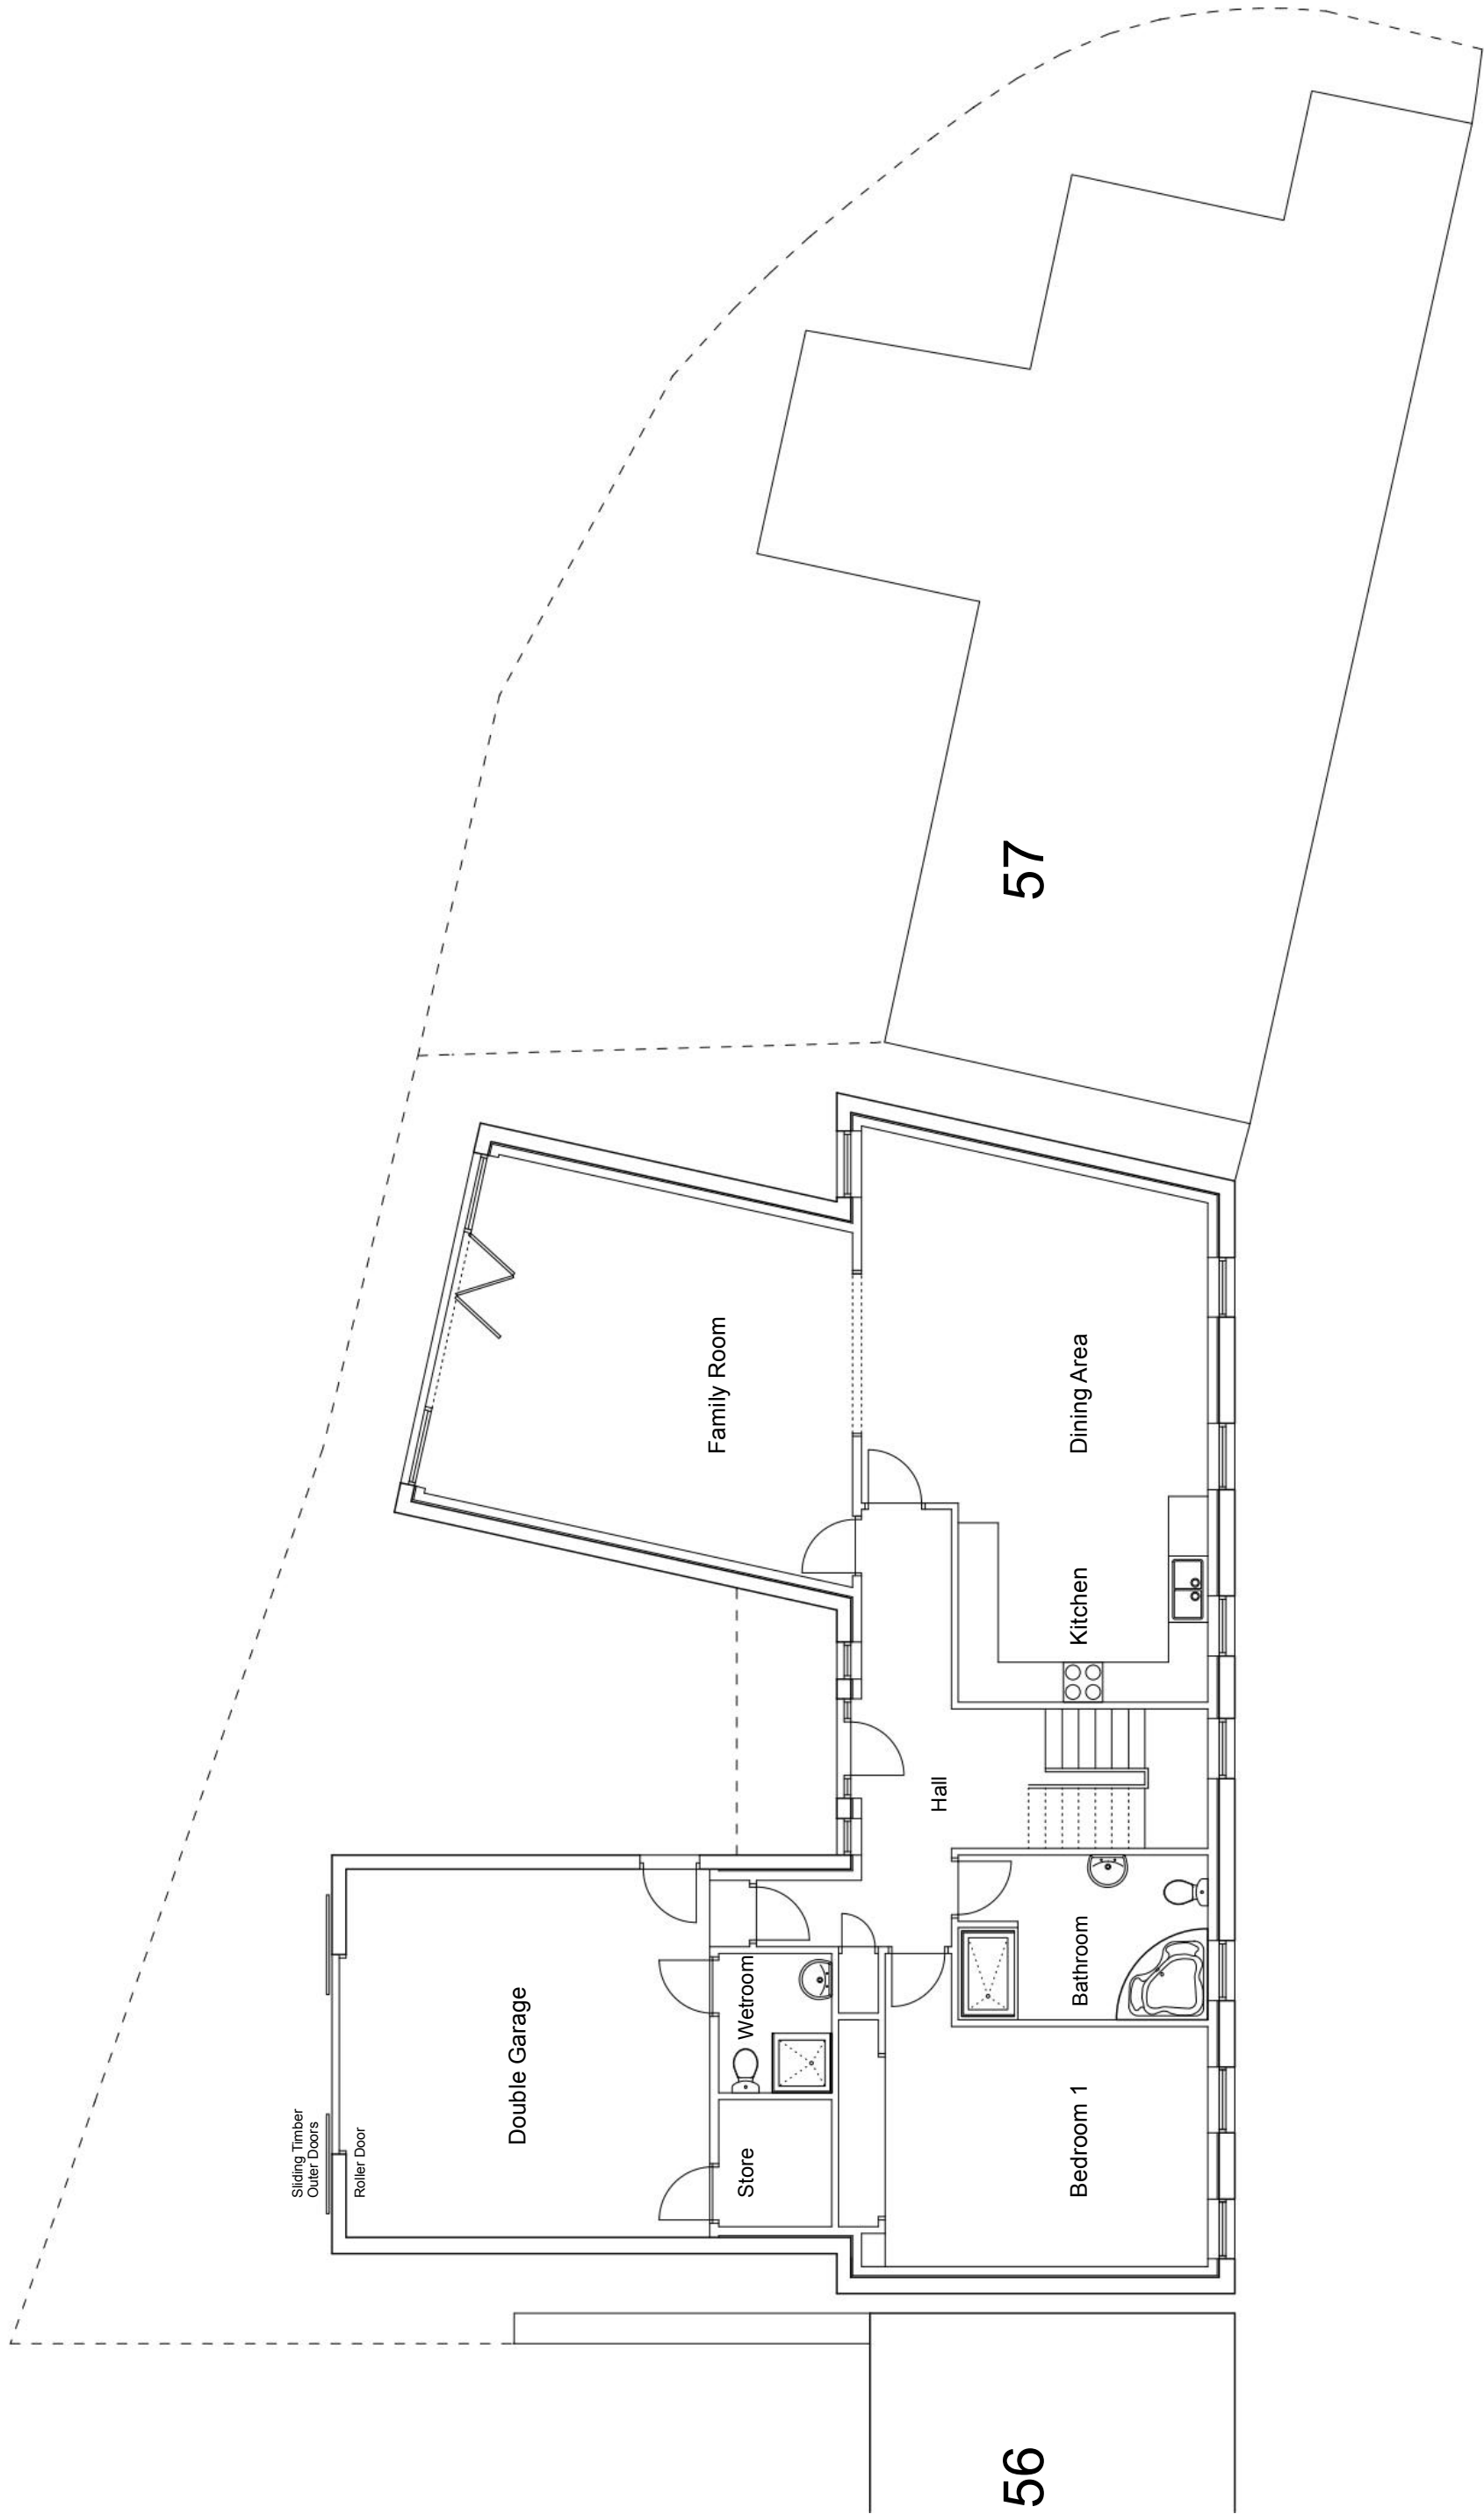 Sliding Timber
Outer Doors
Roller Door
Double Garage
Store
Wetroom
Family Room
Hall
Bedroom 1
Bathroom
Kitchen
Dining Area
56
57